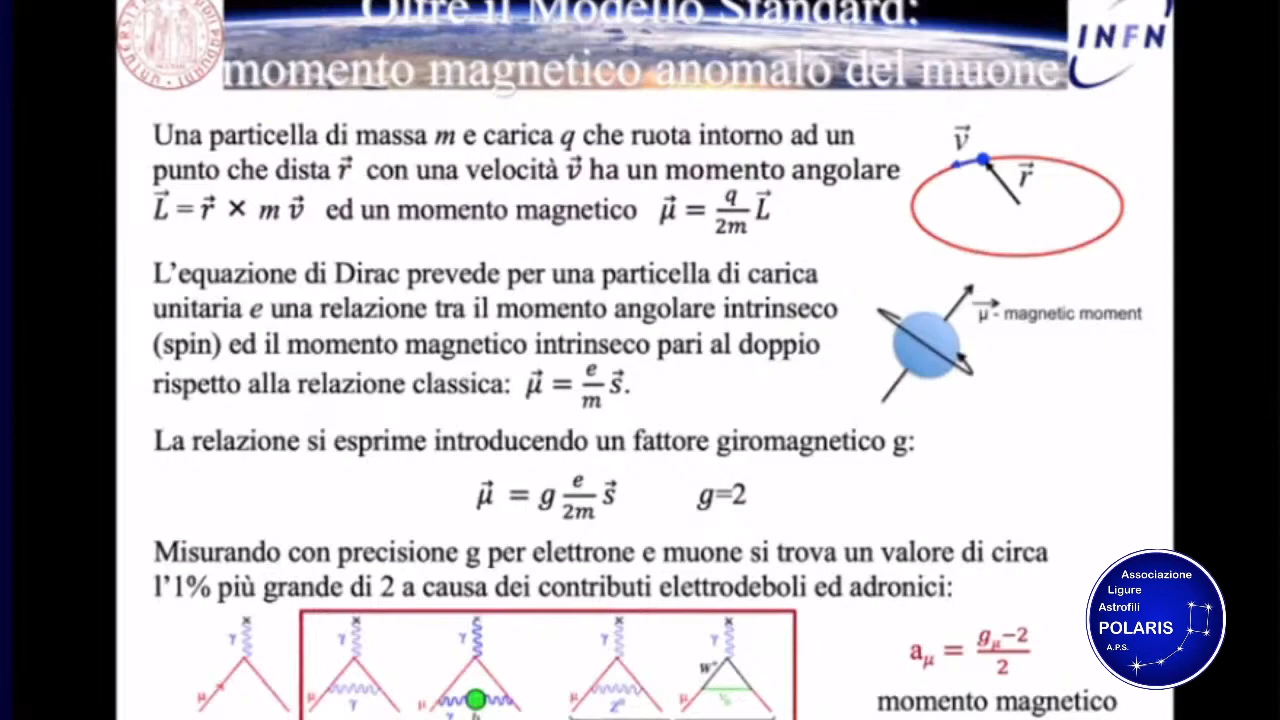 Oltre il Modello Standard:
momento magnetico anomalo del muone
INFN
Una particella di massa m e carica q che ruota intorno ad un
punto che dista r⃗ con una velocità v⃗ ha un momento angolare
L⃗ = r⃗ × m v⃗ ed un momento magnetico μ⃗ = q/2m L⃗
v⃗
r⃗
L'equazione di Dirac prevede per una particella di carica
unitaria e una relazione tra il momento angolare intrinseco
(spin) ed il momento magnetico intrinseco pari al doppio
rispetto alla relazione classica: μ⃗ = e/m s⃗.
μ⃗ - magnetic moment
La relazione si esprime introducendo un fattore giromagnetico g:
μ⃗ = g e/2m s⃗ g=2
Misurando con precisione g per elettrone e muone si trova un valore di circa
l'1% più grande di 2 a causa dei contributi elettrodeboli ed adronici:
γ γ γ γ γ
μ μ γ μ γ h μ Z⁰ μ W
aμ = gμ−2/2
momento magnetico
Associazione
Ligure
Astrofili
POLARIS
A.P.S.